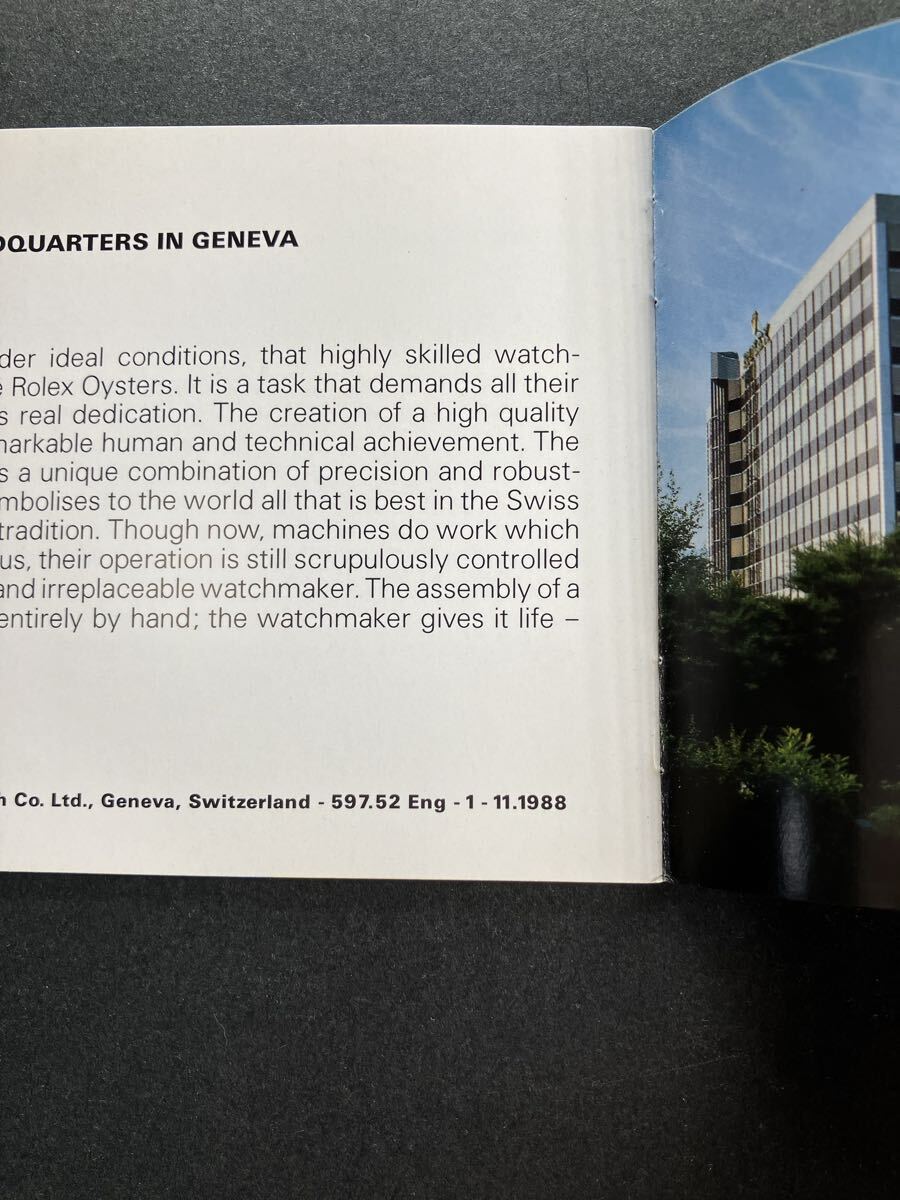 DQUARTERS IN GENEVA
der ideal conditions, that highly skilled watch-
e Rolex Oysters. It is a task that demands all their
s real dedication. The creation of a high quality
markable human and technical achievement. The
s a unique combination of precision and robust-
mbolises to the world all that is best in the Swiss
tradition. Though now, machines do work which
us, their operation is still scrupulously controlled
and irreplaceable watchmaker. The assembly of a
entirely by hand; the watchmaker gives it life –
h Co. Ltd., Geneva, Switzerland - 597.52 Eng - 1 - 11.1988